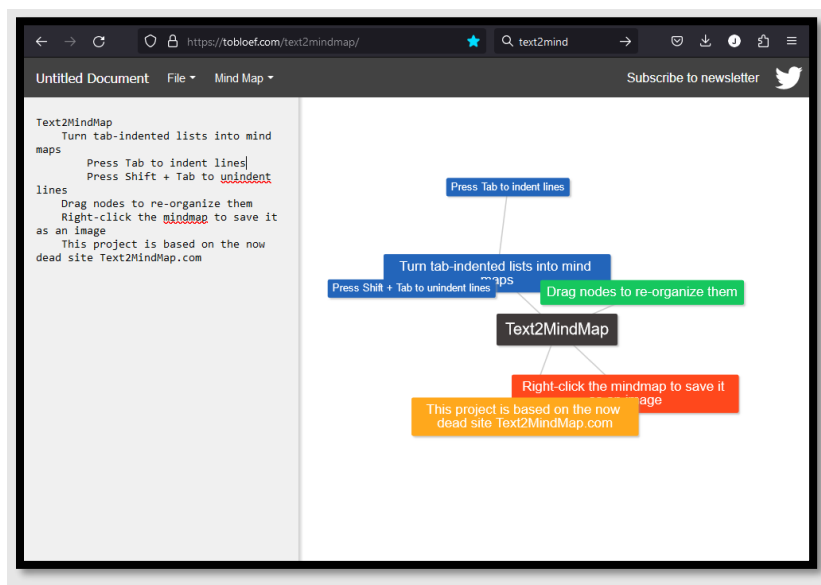 https://tobloef.com/text2mindmap/
text2mind
J
Untitled Document File Mind Map Subscribe to newsletter
Text2MindMap
Turn tab-indented lists into mind
maps
Press Tab to indent lines
Press Shift + Tab to unindent
lines
Drag nodes to re-organize them
Right-click the mindmap to save it
as an image
This project is based on the now
dead site Text2MindMap.com
Press Tab to indent lines
Turn tab-indented lists into mind
maps
Press Shift + Tab to unindent lines
Drag nodes to re-organize them
Text2MindMap
Right-click the mindmap to save it
image
This project is based on the now
dead site Text2MindMap.com